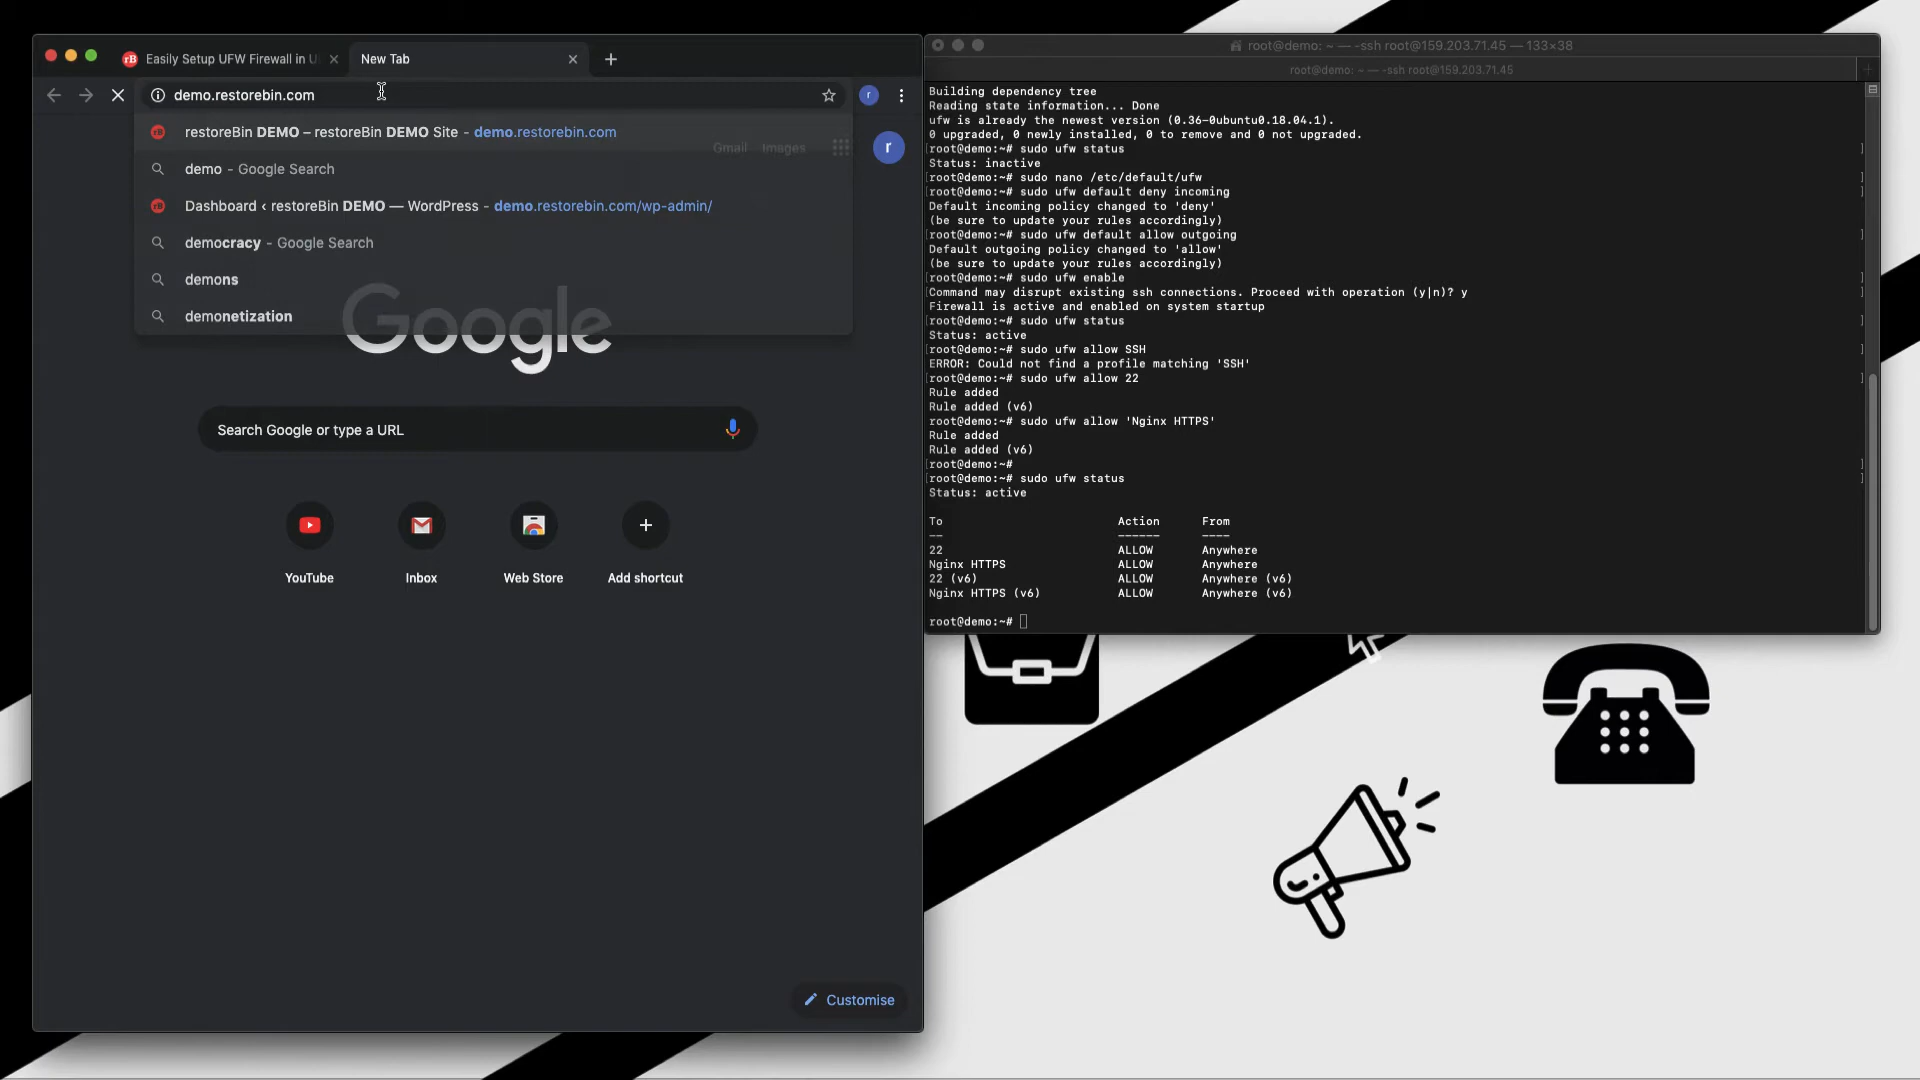 Easily Setup UFW Firewall in U
New Tab
demo.restorebin.com
r
restoreBin DEMO – restoreBin DEMO Site - demo.restorebin.com
Gmail Images
r
demo - Google Search
Dashboard ‹ restoreBin DEMO — WordPress - demo.restorebin.com/wp-admin/
democracy - Google Search
demons
demonetization
Google
Search Google or type a URL
YouTube
Inbox
Web Store
Add shortcut
Customise
root@demo: ~ — -ssh root@159.203.71.45 — 133×38
root@demo: ~ — -ssh root@159.203.71.45
Building dependency tree
Reading state information... Done
ufw is already the newest version (0.36-0ubuntu0.18.04.1).
0 upgraded, 0 newly installed, 0 to remove and 0 not upgraded.
[root@demo:~# sudo ufw status ]
Status: inactive
[root@demo:~# sudo nano /etc/default/ufw ]
[root@demo:~# sudo ufw default deny incoming ]
Default incoming policy changed to 'deny'
(be sure to update your rules accordingly)
[root@demo:~# sudo ufw default allow outgoing ]
Default outgoing policy changed to 'allow'
(be sure to update your rules accordingly)
[root@demo:~# sudo ufw enable ]
[Command may disrupt existing ssh connections. Proceed with operation (y|n)? y ]
Firewall is active and enabled on system startup
[root@demo:~# sudo ufw status ]
Status: active
[root@demo:~# sudo ufw allow SSH ]
ERROR: Could not find a profile matching 'SSH'
[root@demo:~# sudo ufw allow 22 ]
Rule added
Rule added (v6)
root@demo:~# sudo ufw allow 'Nginx HTTPS'
Rule added
Rule added (v6)
[root@demo:~# ]
[root@demo:~# sudo ufw status ]
Status: active
To Action From
-- ------ ----
22 ALLOW Anywhere
Nginx HTTPS ALLOW Anywhere
22 (v6) ALLOW Anywhere (v6)
Nginx HTTPS (v6) ALLOW Anywhere (v6)
root@demo:~#